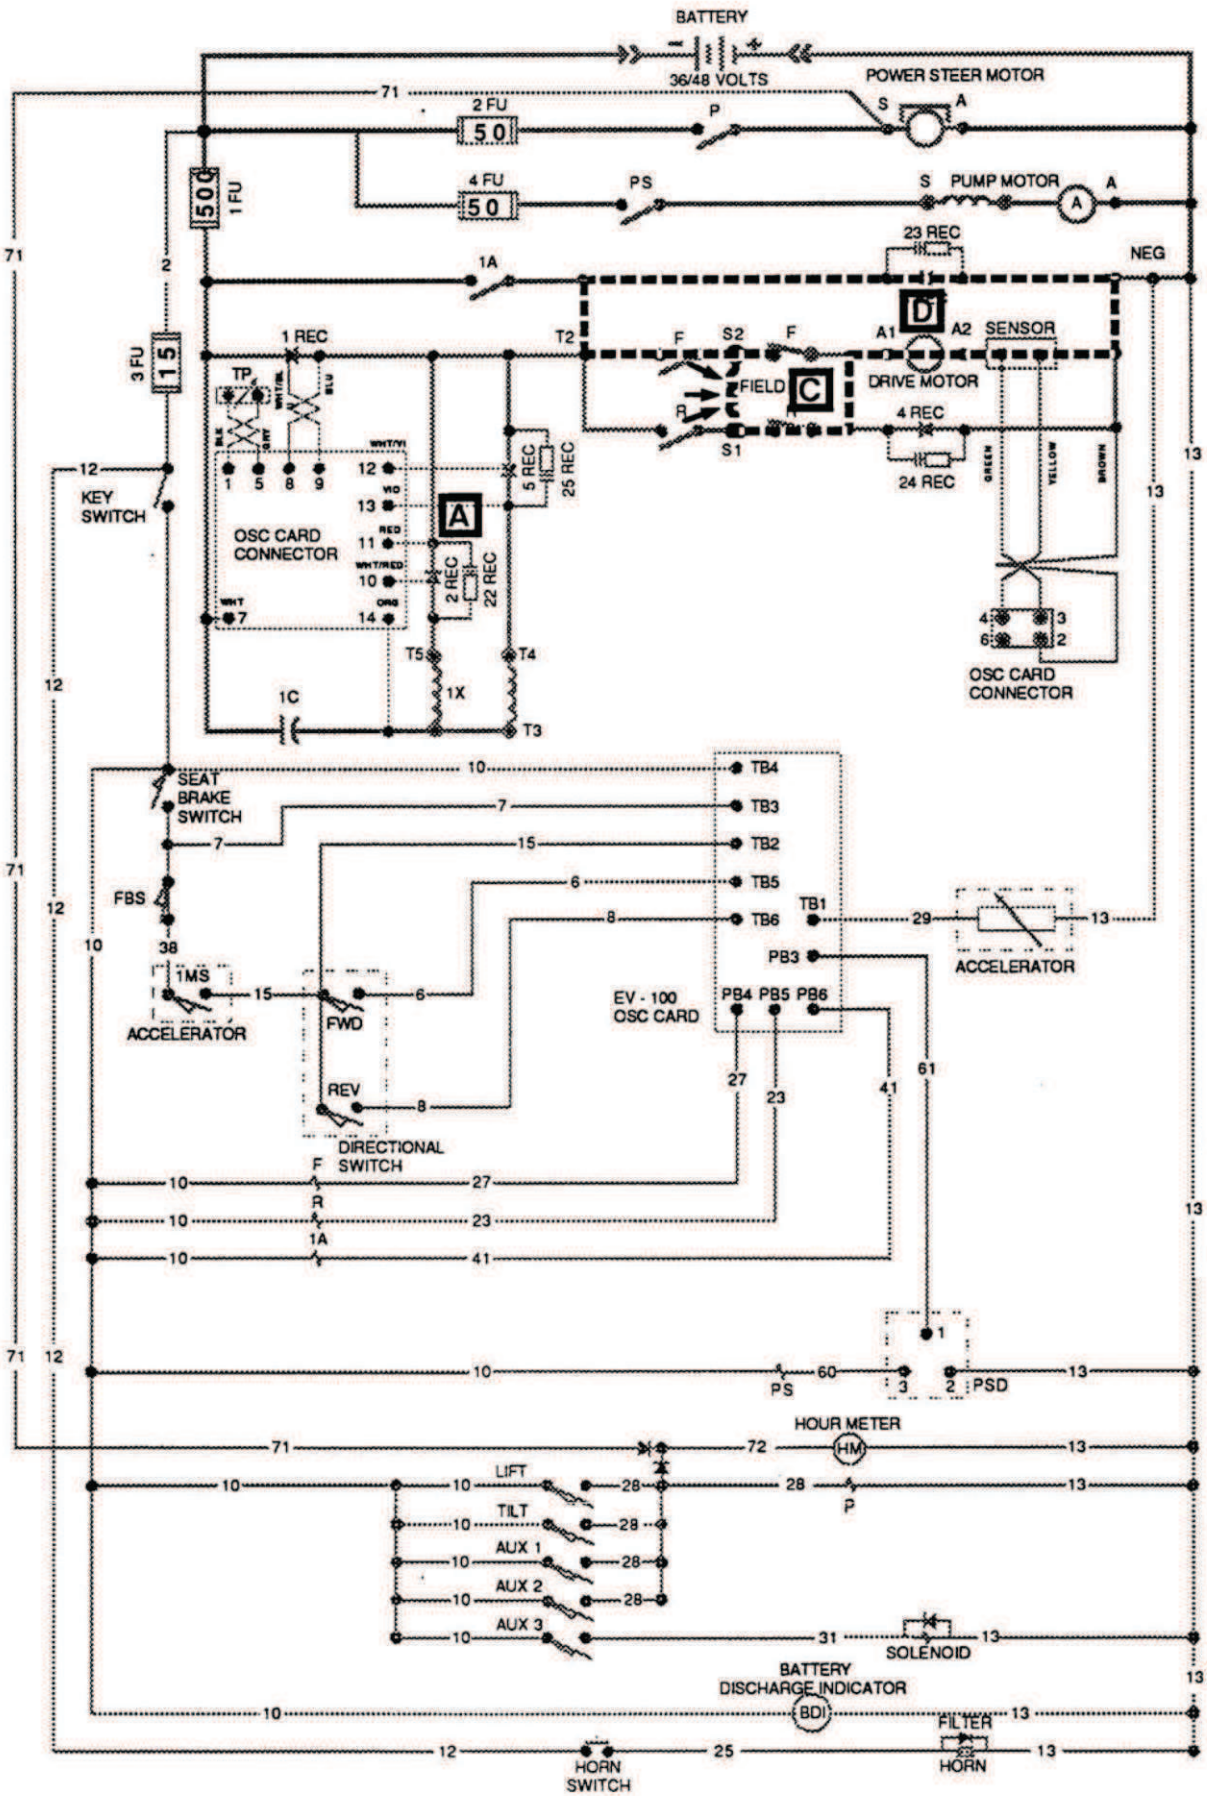 BATTERY
- +
36/48 VOLTS
POWER STEER MOTOR
71
2 FU
50
P
S
A
1 FU
500
4 FU
50
PS
S
PUMP MOTOR
A
A
71
2
23 REC
NEG
1A
D
3 FU
15
1 REC
T2
F
S2
F
A1
A2
SENSOR
TP
WHT/BL
BLU
FIELD
C
DRIVE MOTOR
BLK
GRY
R
S1
4 REC
24 REC
GREEN
YELLOW
BROWN
13
13
12
KEY
SWITCH
1
5
8
9
WHT/VI
12
VIO
13
RED
11
WHT/RED
10
ORG
14
WHT
7
OSC CARD
CONNECTOR
A
5 REC
25 REC
2 REC
22 REC
T5
T4
1X
T3
1C
4
3
6
2
OSC CARD
CONNECTOR
12
SEAT
BRAKE
SWITCH
10
TB4
7
TB3
7
15
TB2
71
6
TB5
FBS
8
TB6
TB1
29
13
ACCELERATOR
12
10
38
PB3
1MS
15
6
FWD
ACCELERATOR
EV - 100
OSC CARD
PB4
PB5
PB6
REV
8
27
23
41
61
DIRECTIONAL
SWITCH
10
F
27
10
R
23
10
1A
41
13
1
71
12
10
PS
60
3
2
PSD
13
HOUR METER
71
72
HM
13
10
LIFT
10
28
28
P
13
TILT
10
28
AUX 1
10
28
AUX 2
10
28
AUX 3
10
31
SOLENOID
13
BATTERY
DISCHARGE INDICATOR
13
10
BDI
13
FILTER
12
HORN
SWITCH
25
HORN
13